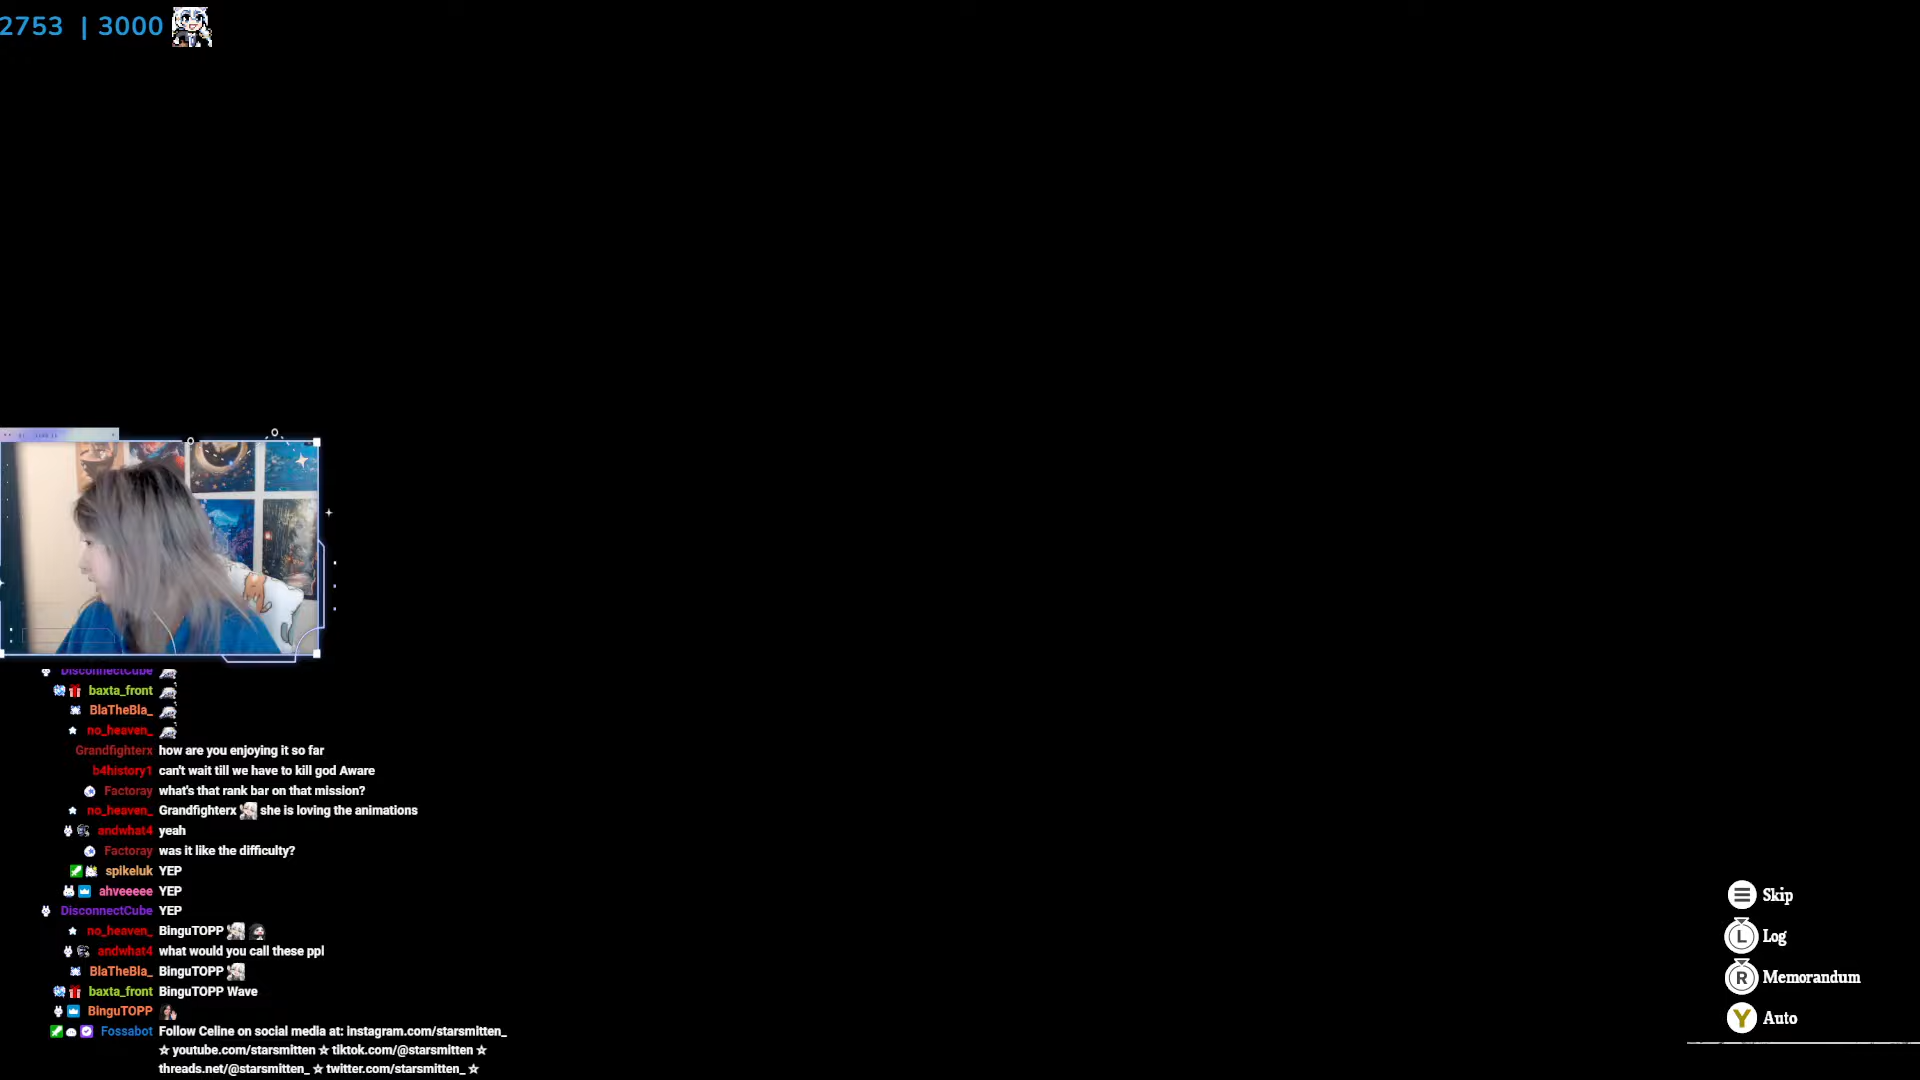 2753 | 3000
DisconnectCube
baxta_front
BlaTheBla_
no_heaven_
Grandfighterx how are you enjoying it so far
b4history1 can't wait till we have to kill god Aware
Factoray what's that rank bar on that mission?
no_heaven_ Grandfighterx she is loving the animations
andwhat4 yeah
Factoray was it like the difficulty?
spikeluk YEP
ahveeeee YEP
DisconnectCube YEP
no_heaven_ BinguTOPP
andwhat4 what would you call these ppl
BlaTheBla_ BinguTOPP
baxta_front BinguTOPP Wave
BinguTOPP
Fossabot Follow Celine on social media at: instagram.com/starsmitten_
☆ youtube.com/starsmitten ☆ tiktok.com/@starsmitten ☆
threads.net/@starsmitten_ ☆ twitter.com/starsmitten_ ☆
Skip
L Log
R Memorandum
Y Auto